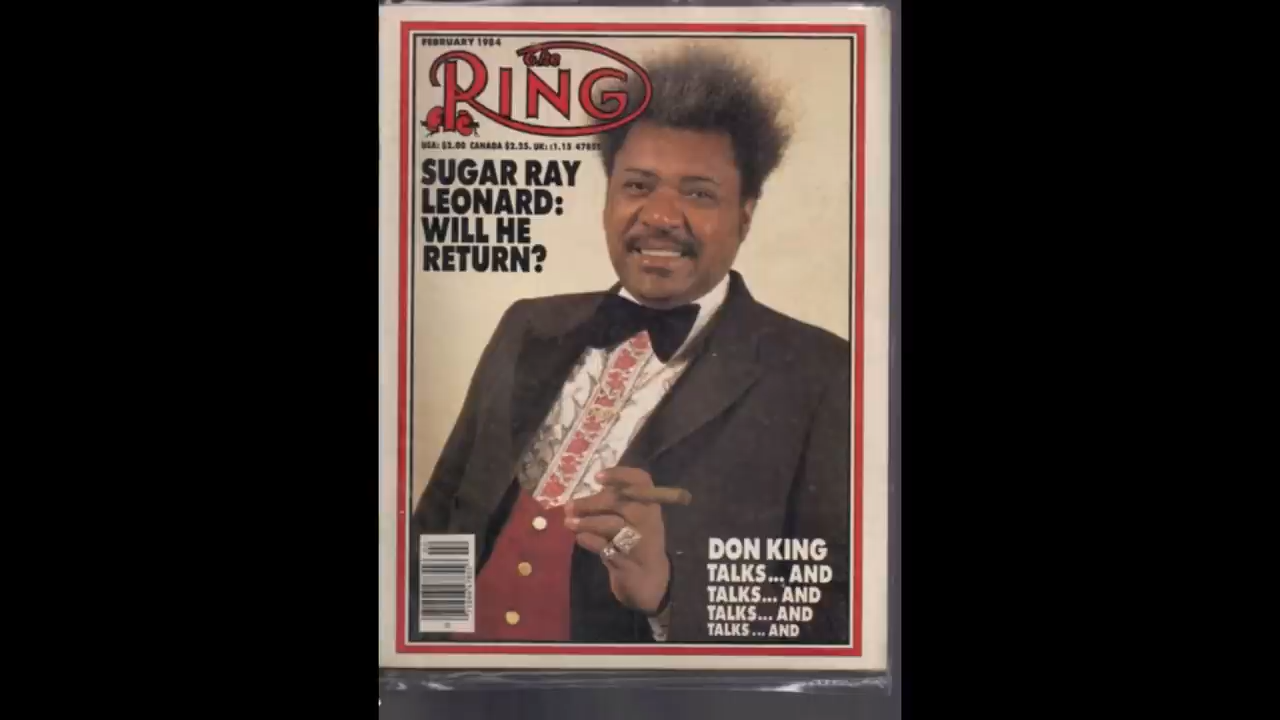 FEBRUARY 1984
The
RING
USA: $2.00 CANADA $2.25. UK: £1.15 47855
SUGAR RAY
LEONARD:
WILL HE
RETURN?
DON KING
TALKS... AND
TALKS... AND
TALKS... AND
TALKS... AND